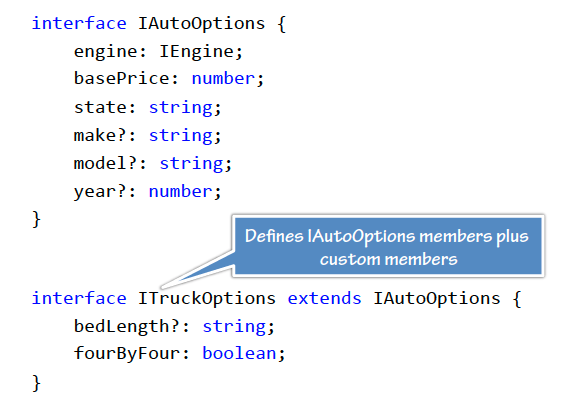 interface IAutoOptions {
    engine: IEngine;
    basePrice: number;
    state: string;
    make?: string;
    model?: string;
    year?: number;
}
Defines IAutoOptions members plus
custom members
interface ITruckOptions extends IAutoOptions {
    bedLength?: string;
    fourByFour: boolean;
}